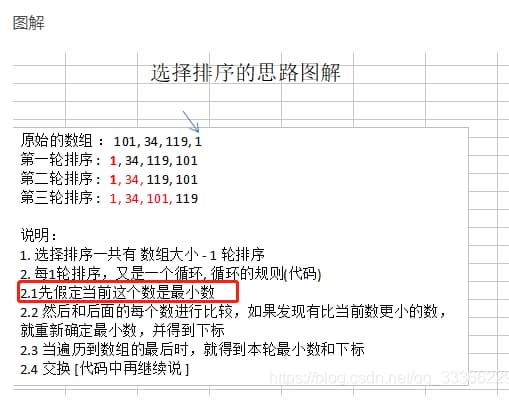 图解
选择排序的思路图解
原始的数组 : 101, 34, 119, 1
第一轮排序 : 1, 34, 119, 101
第二轮排序 : 1, 34, 119, 101
第三轮排序 : 1, 34, 101, 119
说明：
1. 选择排序一共有 数组大小 - 1 轮排序
2. 每1轮排序，又是一个循环, 循环的规则(代码)
2.1先假定当前这个数是最小数
2.2 然后和后面的每个数进行比较，如果发现有比当前数更小的数，
就重新确定最小数，并得到下标
2.3 当遍历到数组的最后时，就得到本轮最小数和下标
2.4 交换 [代码中再继续说 ]